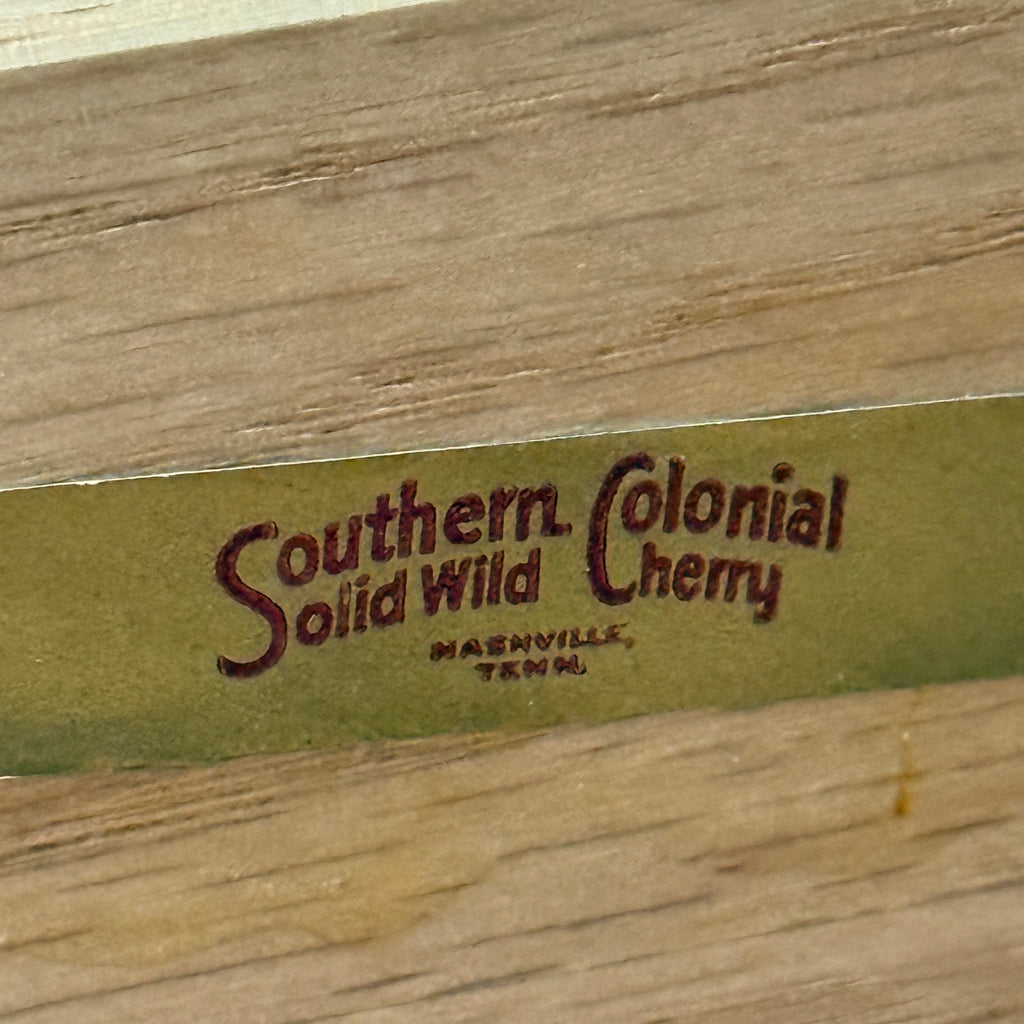 Southern Colonial
Solid Wild Cherry
NASHVILLE,
TENN.